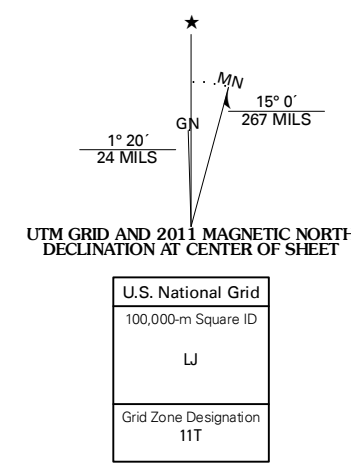 ★
MN
GN
15° 0´
267 MILS
1° 20´
24 MILS
UTM GRID AND 2011 MAGNETIC NORTH
DECLINATION AT CENTER OF SHEET
U.S. National Grid
100,000-m Square ID
LJ
Grid Zone Designation
11T